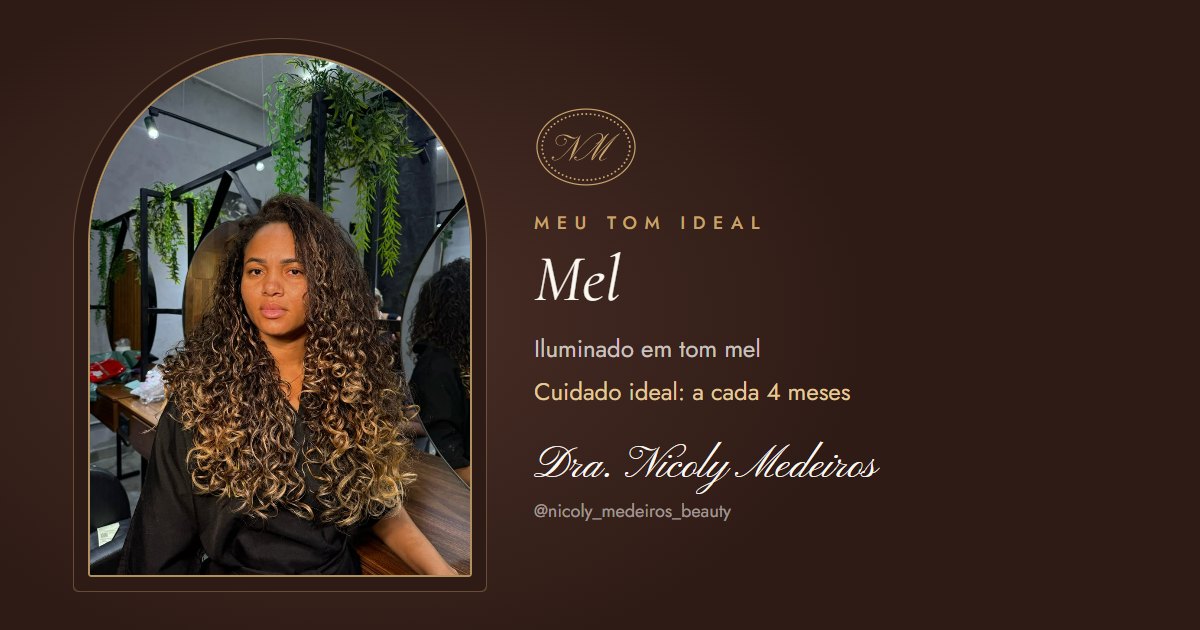 NM
MEU TOM IDEAL
Mel
Iluminado em tom mel
Cuidado ideal: a cada 4 meses
Dra. Nicoly Medeiros
@nicoly_medeiros_beauty